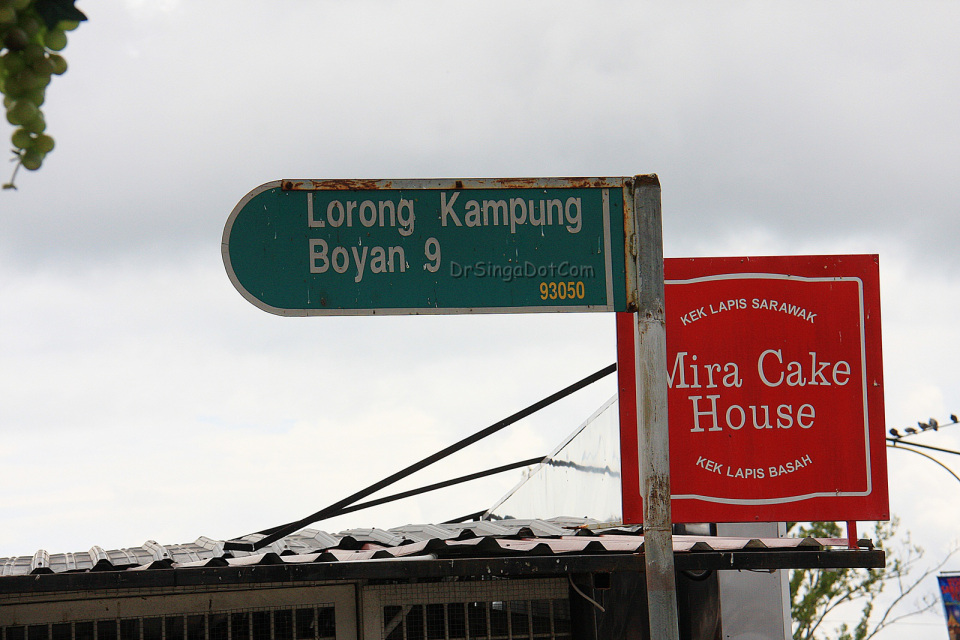 Lorong Kampung
Boyan 9
DrSingaDotCom
93050
KEK LAPIS SARAWAK
Mira Cake
House
KEK LAPIS BASAH